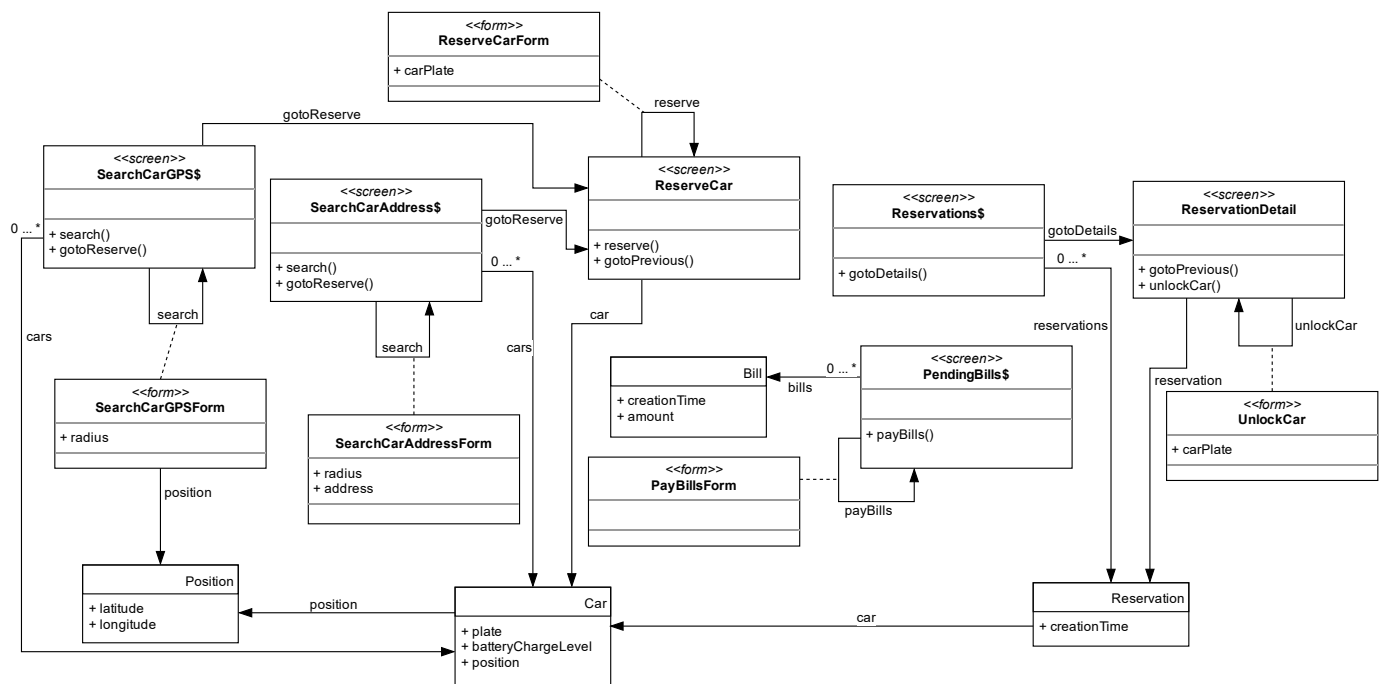 <<form>>
ReserveCarForm
+ carPlate
reserve
gotoReserve
<<screen>>
SearchCarGPS$
+ search()
+ gotoReserve()
0 ... *
search
cars
<<screen>>
SearchCarAddress$
+ search()
+ gotoReserve()
gotoReserve
0 ... *
search
cars
<<screen>>
ReserveCar
+ reserve()
+ gotoPrevious()
car
<<screen>>
Reservations$
+ gotoDetails()
gotoDetails
0 ... *
reservations
<<screen>>
ReservationDetail
+ gotoPrevious()
+ unlockCar()
unlockCar
reservation
<<form>>
SearchCarGPSForm
+ radius
position
<<form>>
SearchCarAddressForm
+ radius
+ address
Bill
+ creationTime
+ amount
0 ... *
bills
<<screen>>
PendingBills$
+ payBills()
<<form>>
PayBillsForm
payBills
<<form>>
UnlockCar
+ carPlate
Position
+ latitude
+ longitude
position
Car
+ plate
+ batteryChargeLevel
+ position
car
Reservation
+ creationTime